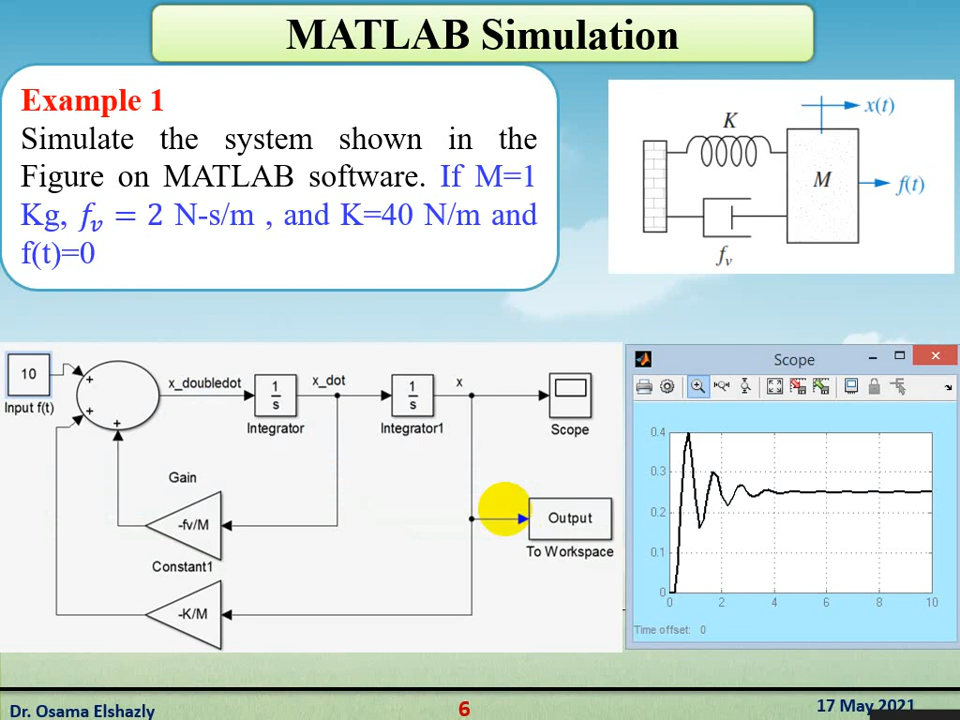 MATLAB Simulation
Example 1
Simulate the system shown in the
Figure on MATLAB software. If M=1
Kg, fᵥ = 2 N-s/m , and K=40 N/m and
f(t)=0
x(t)
K
M
f(t)
fᵥ
10
Input f(t)
+
+
+
x_doubledot
1
s
Integrator
x_dot
1
s
Integrator1
x
Scope
Gain
-fv/M
Output
To Workspace
Constant1
-K/M
Scope
0.4
0.3
0.2
0.1
0
0 2 4 6 8 10
Time offset: 0
Dr. Osama Elshazly
6
17 May 2021